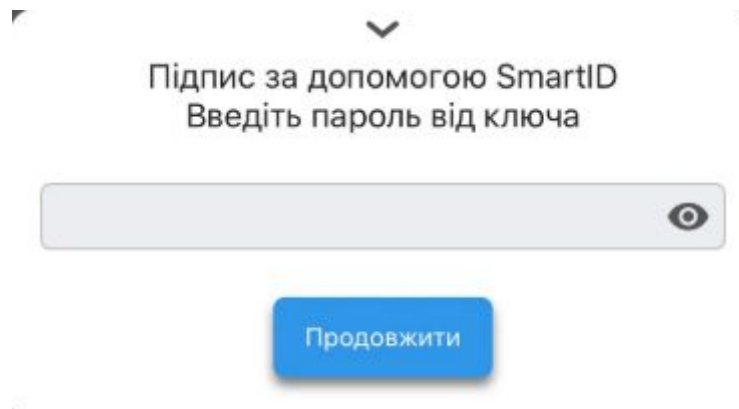 Підпис за допомогою SmartID
Введіть пароль від ключа
Продовжити